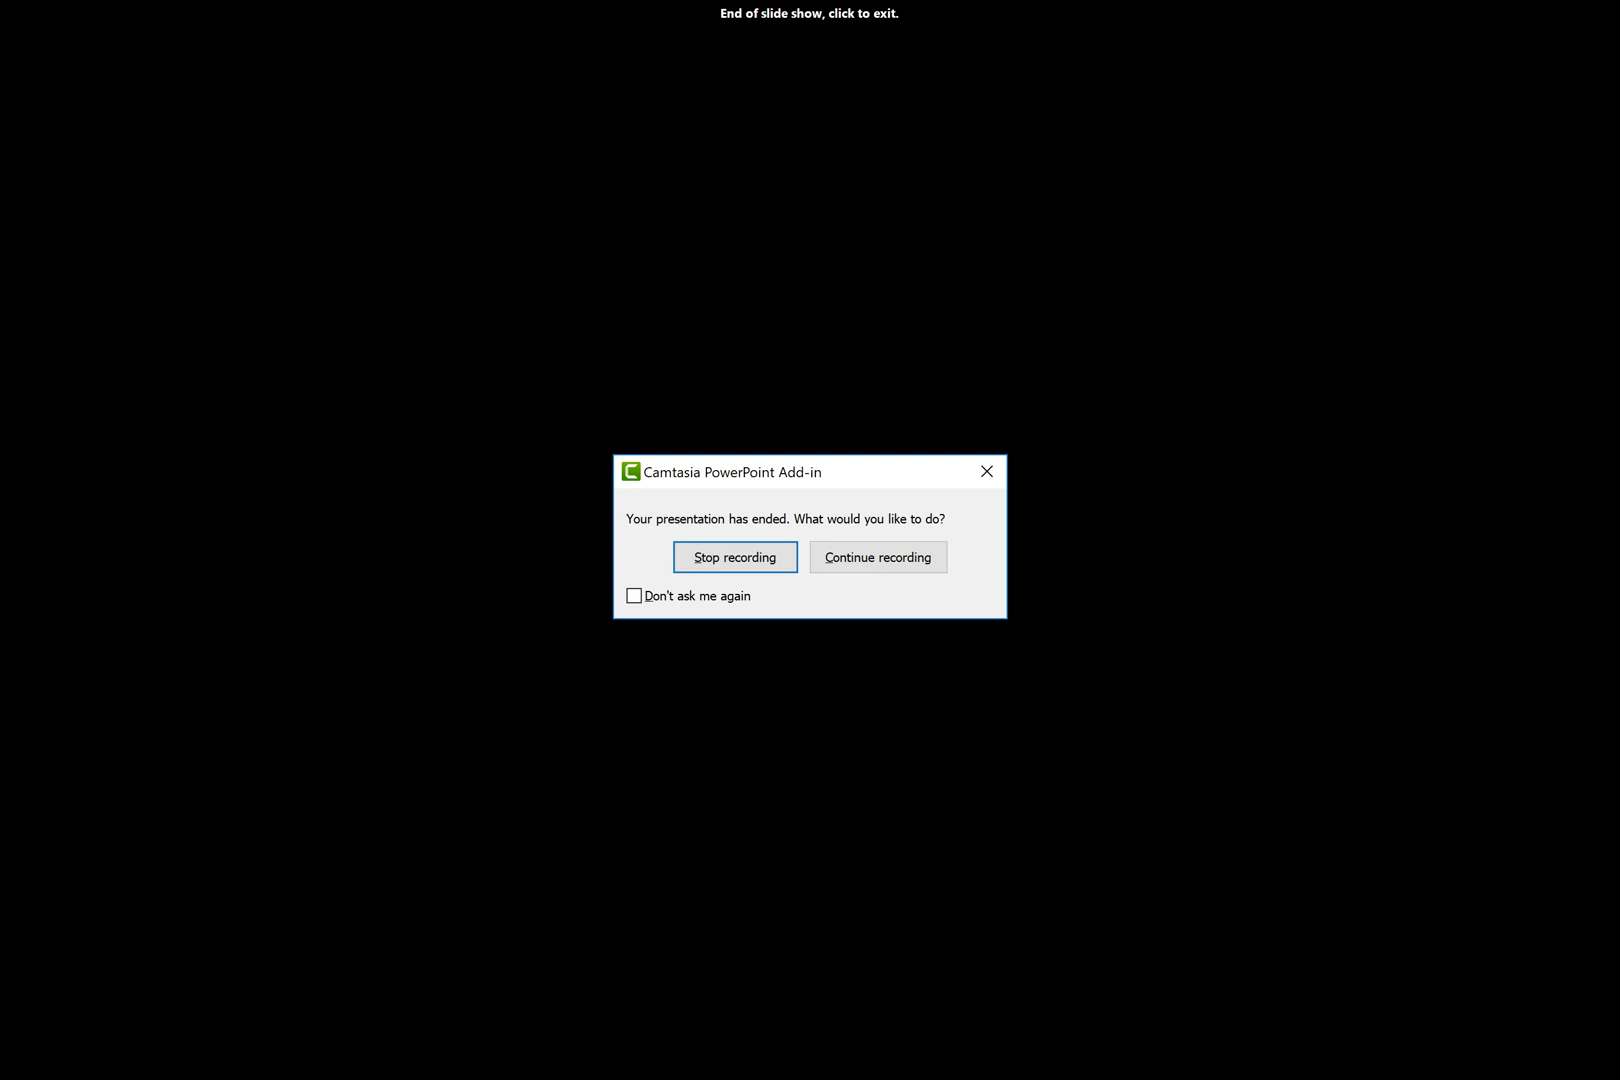 End of slide show, click to exit.
Camtasia PowerPoint Add-in
Your presentation has ended. What would you like to do?
Stop recording
Continue recording
Don't ask me again